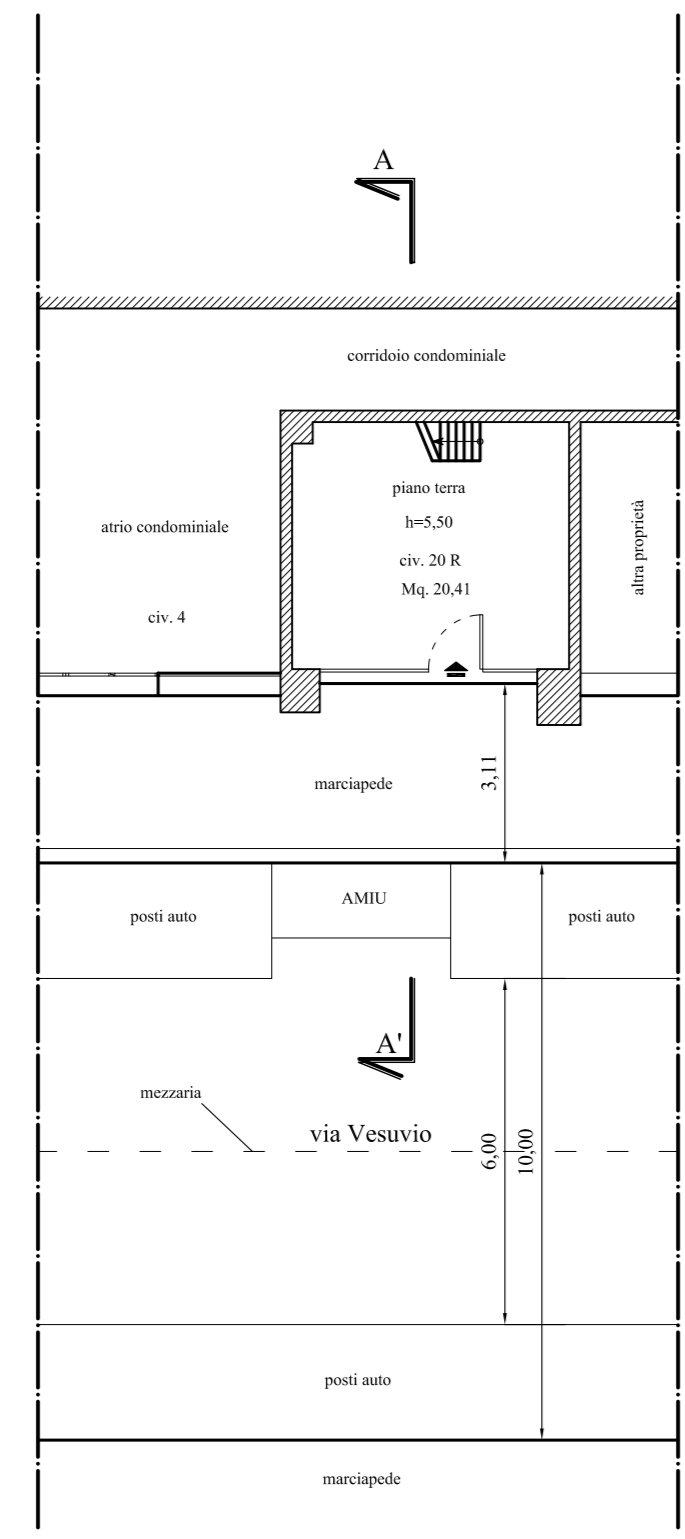 A
corridoio condominiale
piano terra
h=5,50
civ. 20 R
Mq. 20,41
atrio condominiale
civ. 4
altra proprietà
3,11
marciapede
AMIU
posti auto
posti auto
A'
mezzaria
via Vesuvio
6,00
10,00
posti auto
marciapede